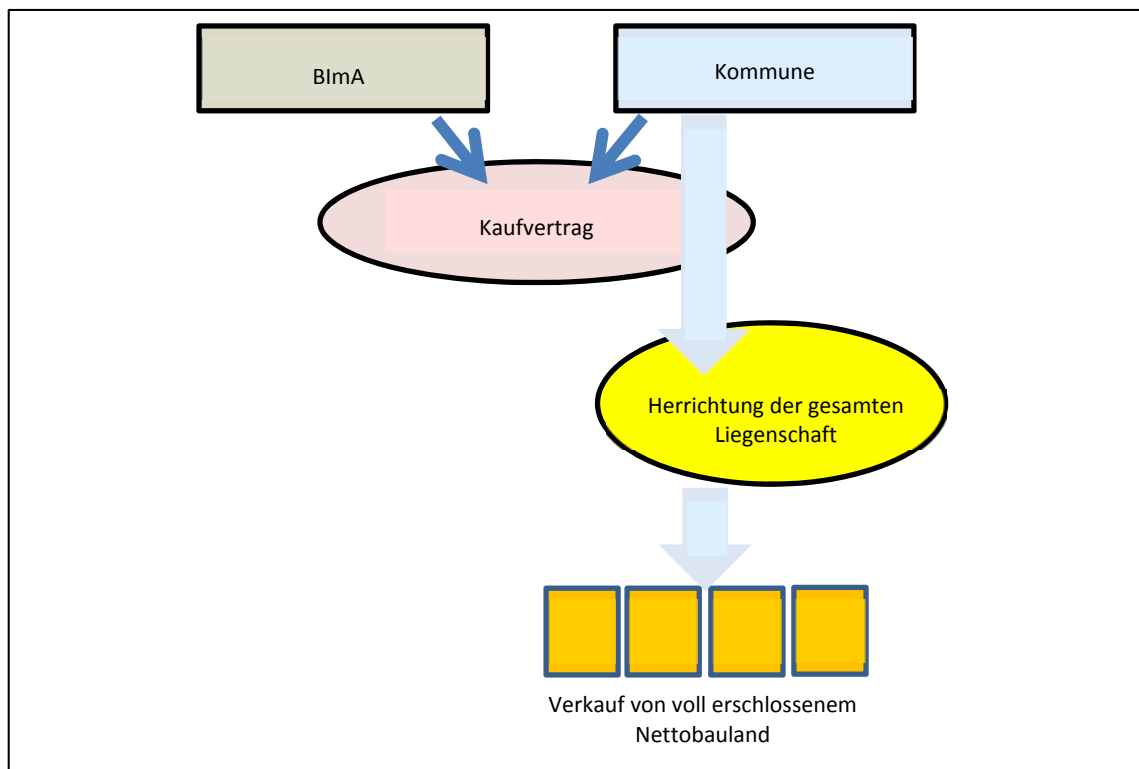 BImA
Kommune
Kaufvertrag
Herrichtung der gesamten
Liegenschaft
Verkauf von voll erschlossenem
Nettobauland